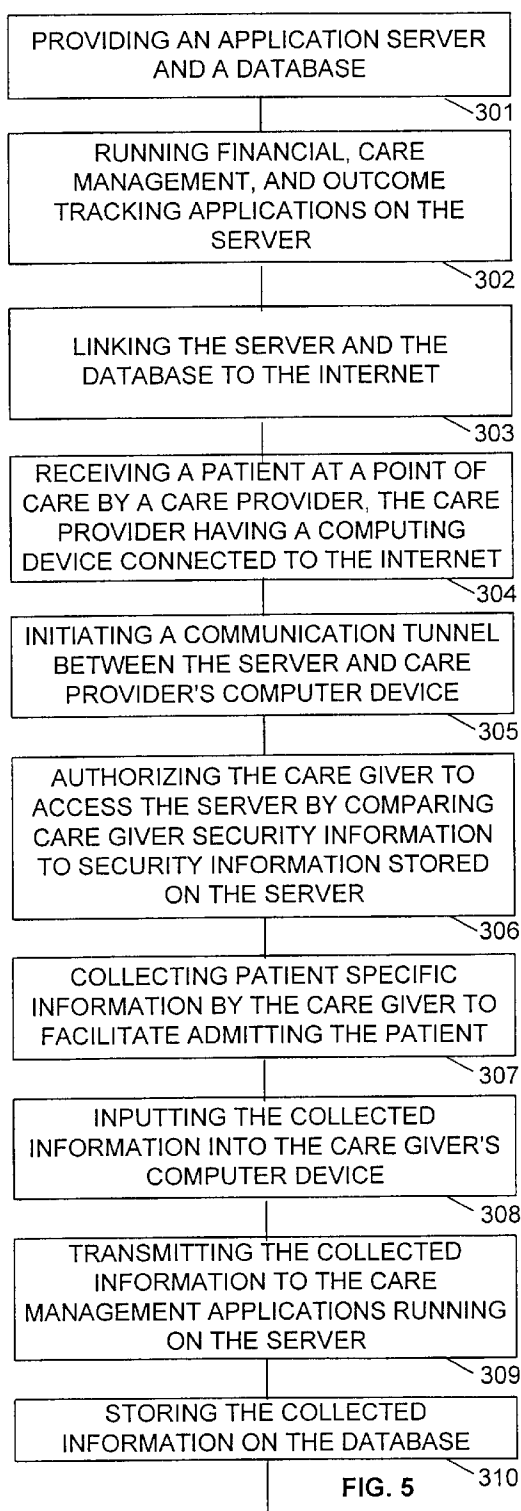 PROVIDING AN APPLICATION SERVER
AND A DATABASE
301
RUNNING FINANCIAL, CARE
MANAGEMENT, AND OUTCOME
TRACKING APPLICATIONS ON THE
SERVER
302
LINKING THE SERVER AND THE
DATABASE TO THE INTERNET
303
RECEIVING A PATIENT AT A POINT OF
CARE BY A CARE PROVIDER, THE CARE
PROVIDER HAVING A COMPUTING
DEVICE CONNECTED TO THE INTERNET
304
INITIATING A COMMUNICATION TUNNEL
BETWEEN THE SERVER AND CARE
PROVIDER'S COMPUTER DEVICE
305
AUTHORIZING THE CARE GIVER TO
ACCESS THE SERVER BY COMPARING
CARE GIVER SECURITY INFORMATION
TO SECURITY INFORMATION STORED
ON THE SERVER
306
COLLECTING PATIENT SPECIFIC
INFORMATION BY THE CARE GIVER TO
FACILITATE ADMITTING THE PATIENT
307
INPUTTING THE COLLECTED
INFORMATION INTO THE CARE GIVER'S
COMPUTER DEVICE
308
TRANSMITTING THE COLLECTED
INFORMATION TO THE CARE
MANAGEMENT APPLICATIONS RUNNING
ON THE SERVER
309
STORING THE COLLECTED
INFORMATION ON THE DATABASE
310
FIG. 5